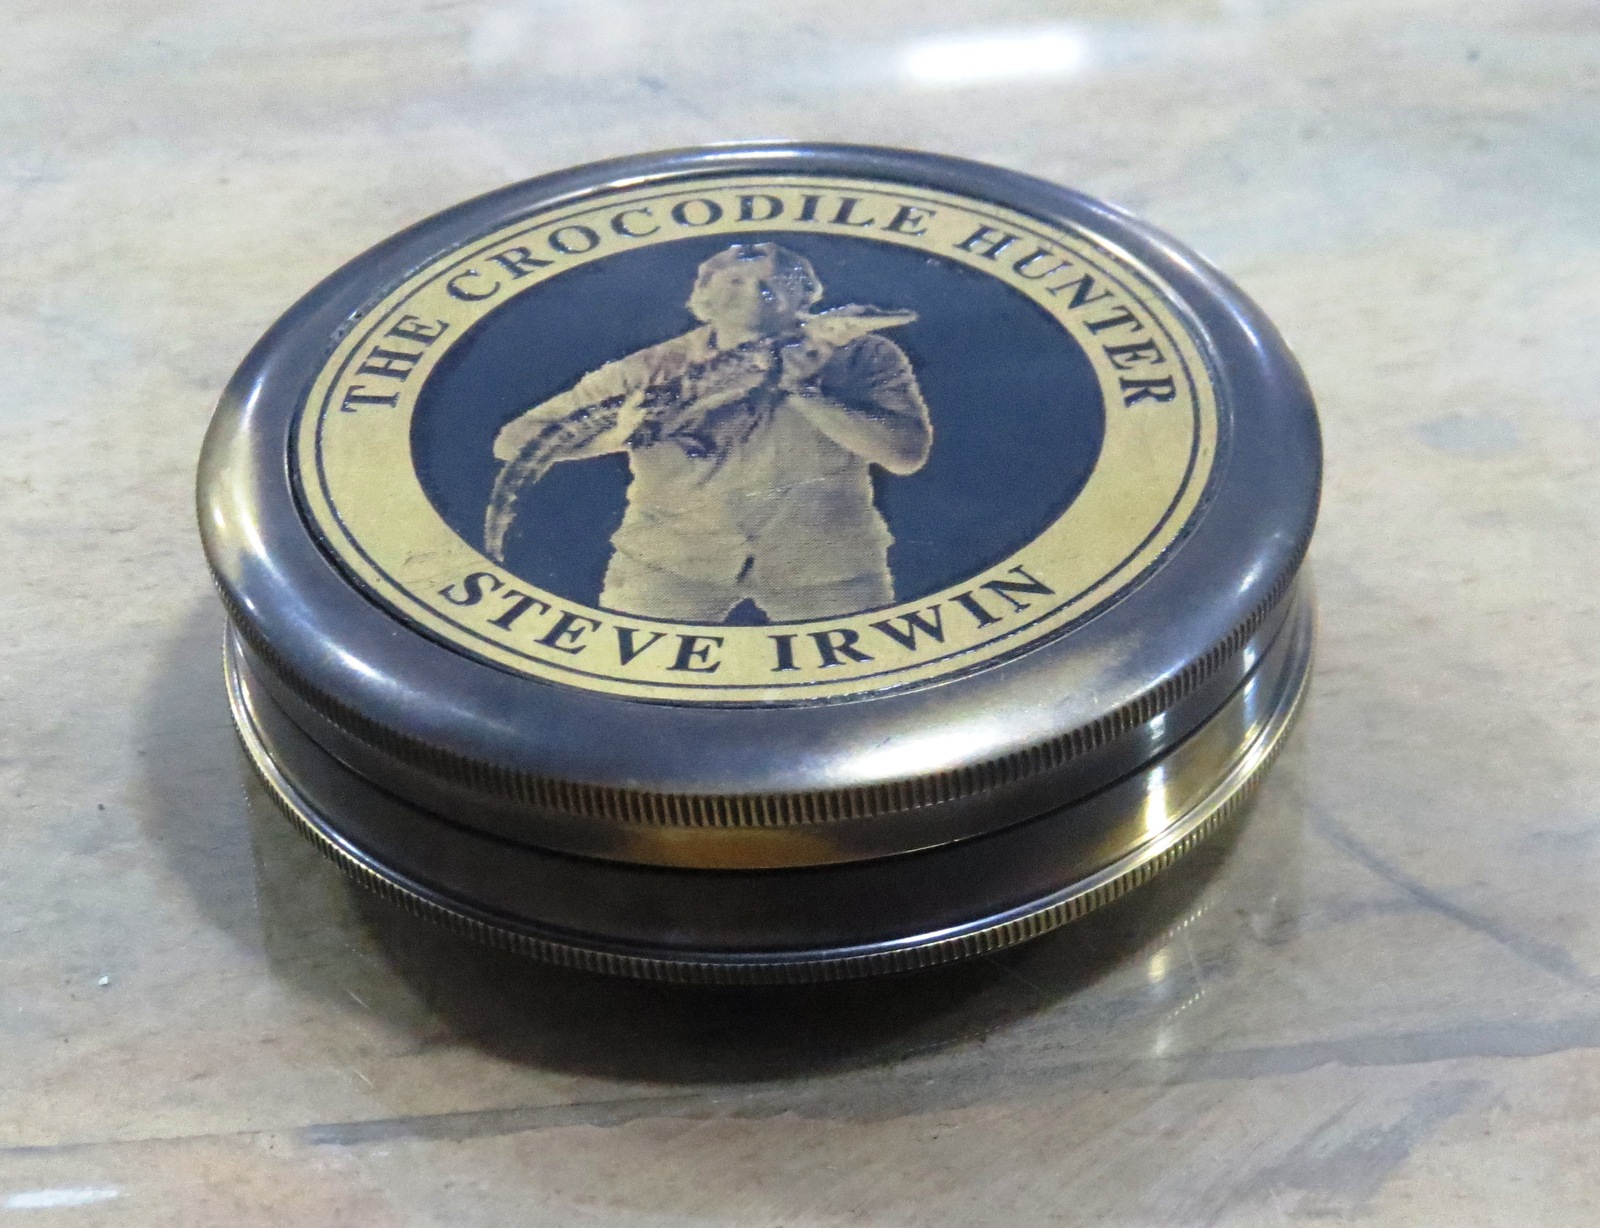 THE CROCODILE HUNTER
STEVE IRWIN